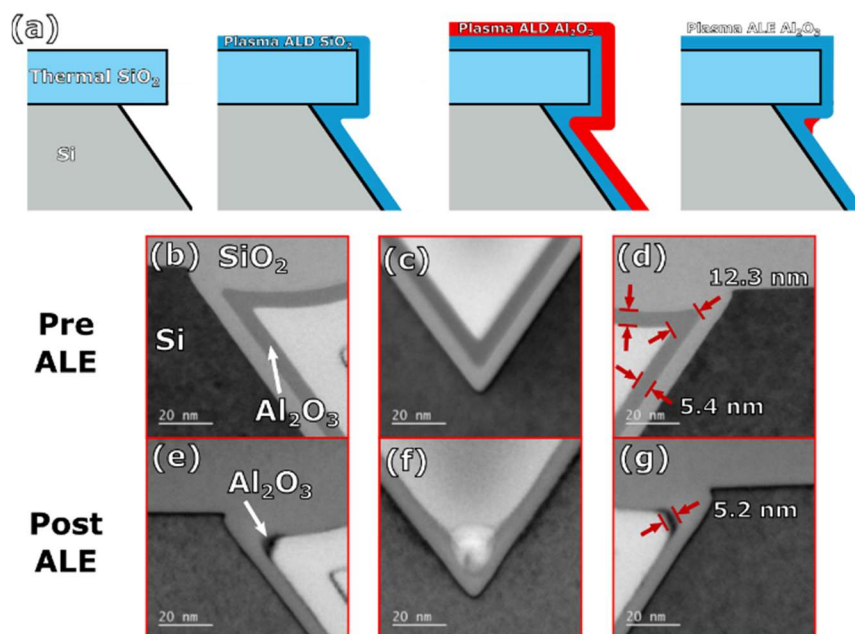 (a)
Plasma ALD SiO₂
Plasma ALD Al₂O₃
Plasma ALE Al₂O₃
Thermal SiO₂
Si
(b)
SiO₂
(c)
(d)
12.3 nm
Pre
ALE
Si
Al₂O₃
5.4 nm
20 nm
20 nm
20 nm
(e)
Al₂O₃
(f)
(g)
5.2 nm
Post
ALE
20 nm
20 nm
20 nm